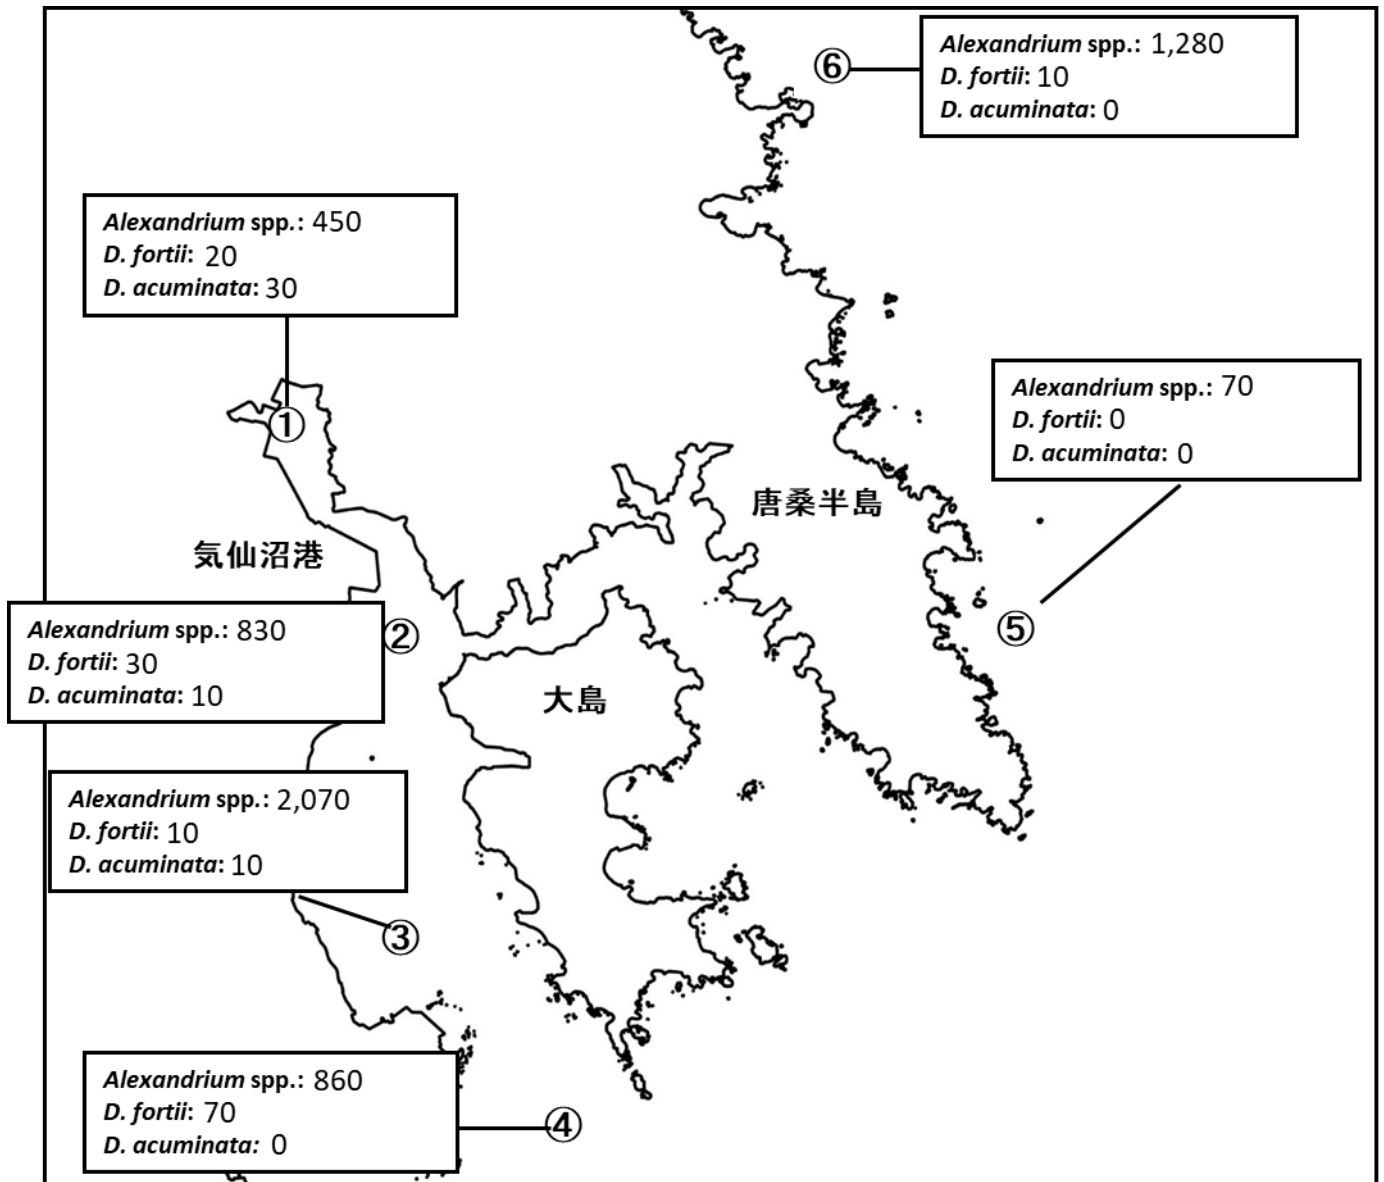 ⑥
Alexandrium spp.: 1,280
D. fortii: 10
D. acuminata: 0
Alexandrium spp.: 450
D. fortii: 20
D. acuminata: 30
①
Alexandrium spp.: 70
D. fortii: 0
D. acuminata: 0
唐桑半島
気仙沼港
Alexandrium spp.: 830
D. fortii: 30
D. acuminata: 10
②
⑤
大島
Alexandrium spp.: 2,070
D. fortii: 10
D. acuminata: 10
③
Alexandrium spp.: 860
D. fortii: 70
D. acuminata: 0
④